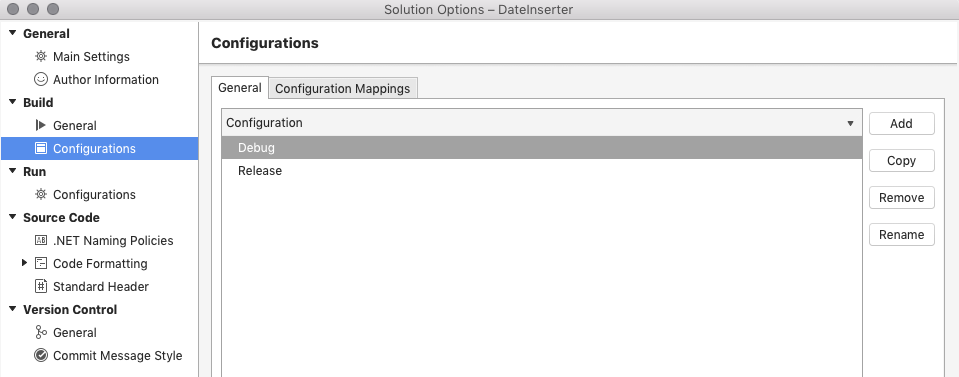 Solution Options – DateInserter
General
Main Settings
Author Information
Build
General
Configurations
Run
Configurations
Source Code
.NET Naming Policies
Code Formatting
Standard Header
Version Control
General
Commit Message Style
Configurations
General Configuration Mappings
Configuration
Debug
Release
Add
Copy
Remove
Rename